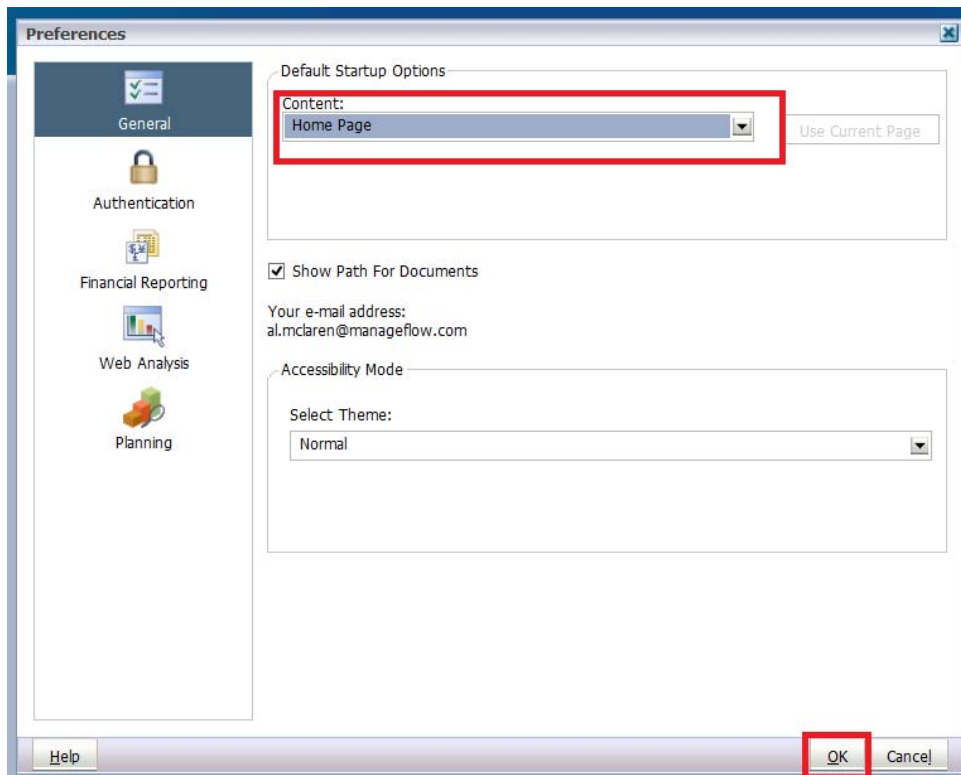 Preferences
General
Authentication
Financial Reporting
Web Analysis
Planning
Default Startup Options
Content:
Home Page
Use Current Page
Show Path For Documents
Your e-mail address:
al.mclaren@manageflow.com
Accessibility Mode
Select Theme:
Normal
Help
OK
Cancel